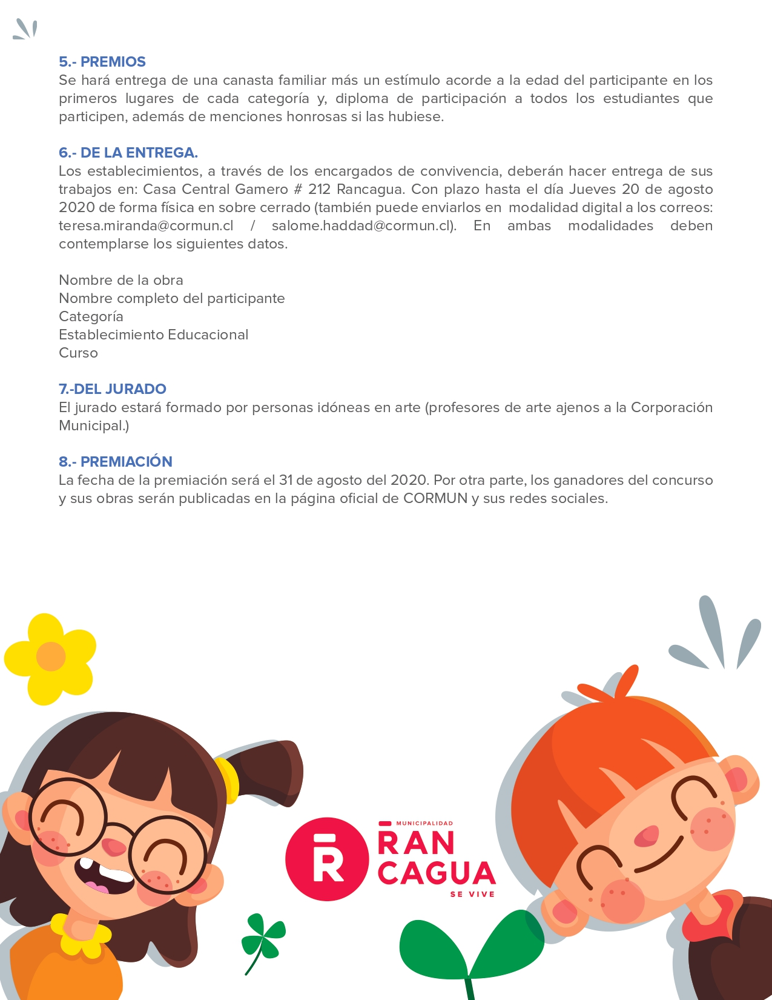 5.- PREMIOS
Se hará entrega de una canasta familiar más un estímulo acorde a la edad del participante en los
primeros lugares de cada categoría y, diploma de participación a todos los estudiantes que
participen, además de menciones honrosas si las hubiese.
6.- DE LA ENTREGA.
Los establecimientos, a través de los encargados de convivencia, deberán hacer entrega de sus
trabajos en: Casa Central Gamero # 212 Rancagua. Con plazo hasta el día Jueves 20 de agosto
2020 de forma física en sobre cerrado (también puede enviarlos en modalidad digital a los correos:
teresa.miranda@cormun.cl / salome.haddad@cormun.cl). En ambas modalidades deben
contemplarse los siguientes datos.
Nombre de la obra
Nombre completo del participante
Categoría
Establecimiento Educacional
Curso
7.-DEL JURADO
El jurado estará formado por personas idóneas en arte (profesores de arte ajenos a la Corporación
Municipal.)
8.- PREMIACIÓN
La fecha de la premiación será el 31 de agosto del 2020. Por otra parte, los ganadores del concurso
y sus obras serán publicadas en la página oficial de CORMUN y sus redes sociales.
R
MUNICIPALIDAD
RAN
CAGUA
SE VIVE